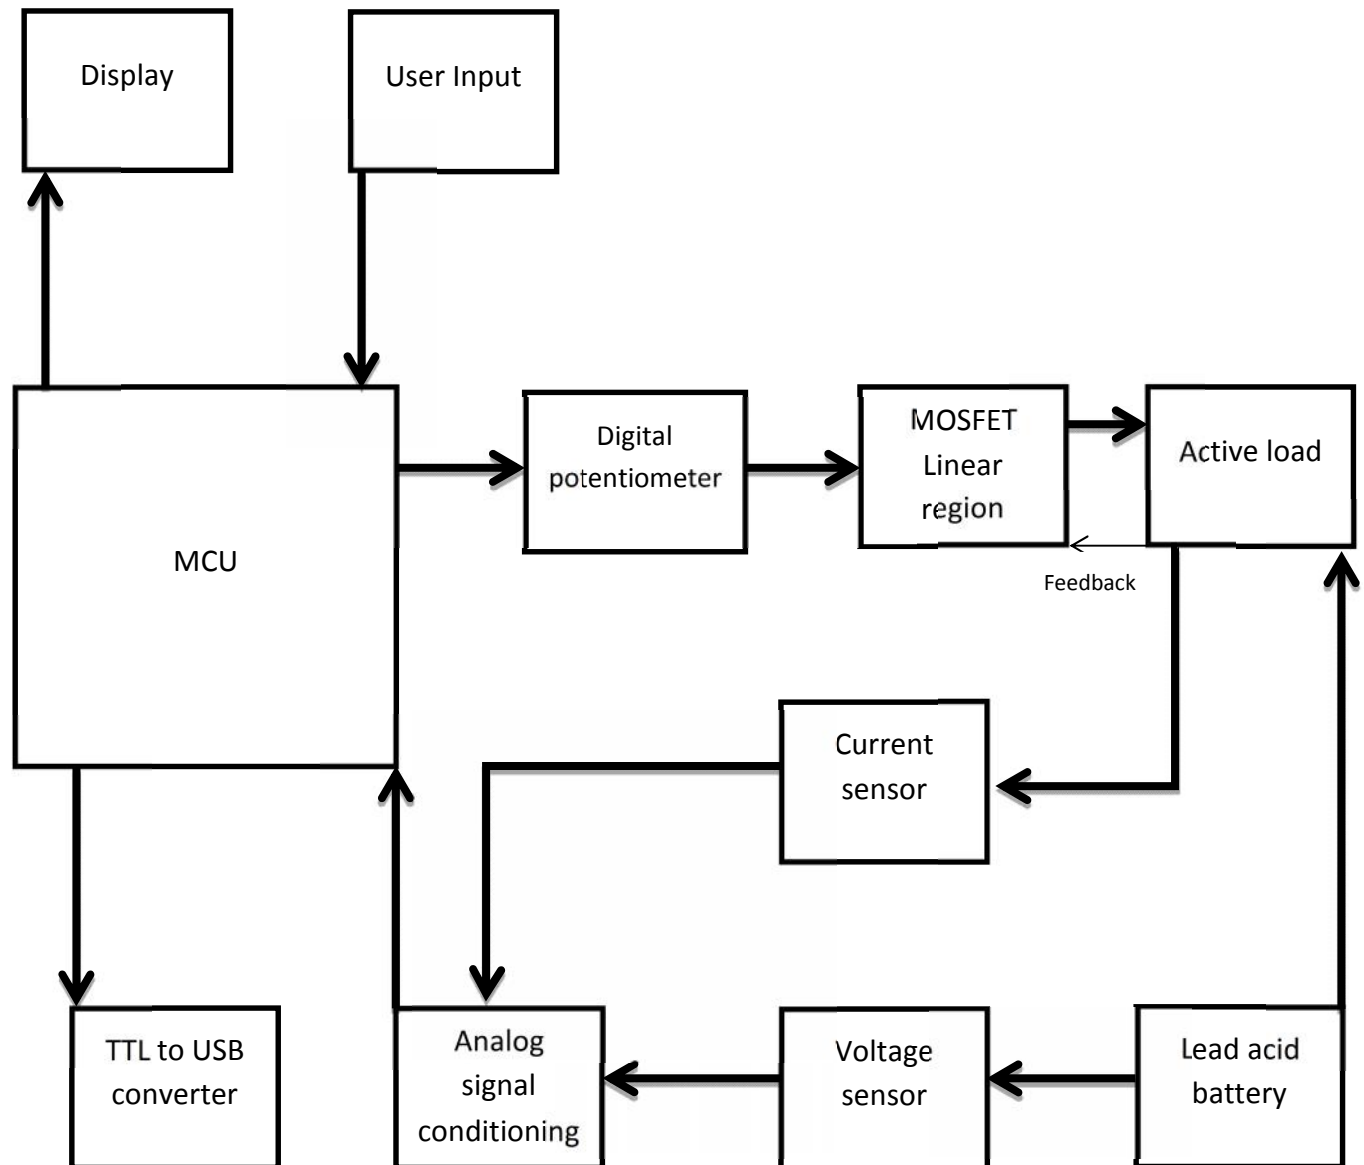 Display
User Input
MCU
Digital
potentiometer
MOSFET
Linear
region
Active load
Feedback
Current
sensor
TTL to USB
converter
Analog
signal
conditioning
Voltage
sensor
Lead acid
battery